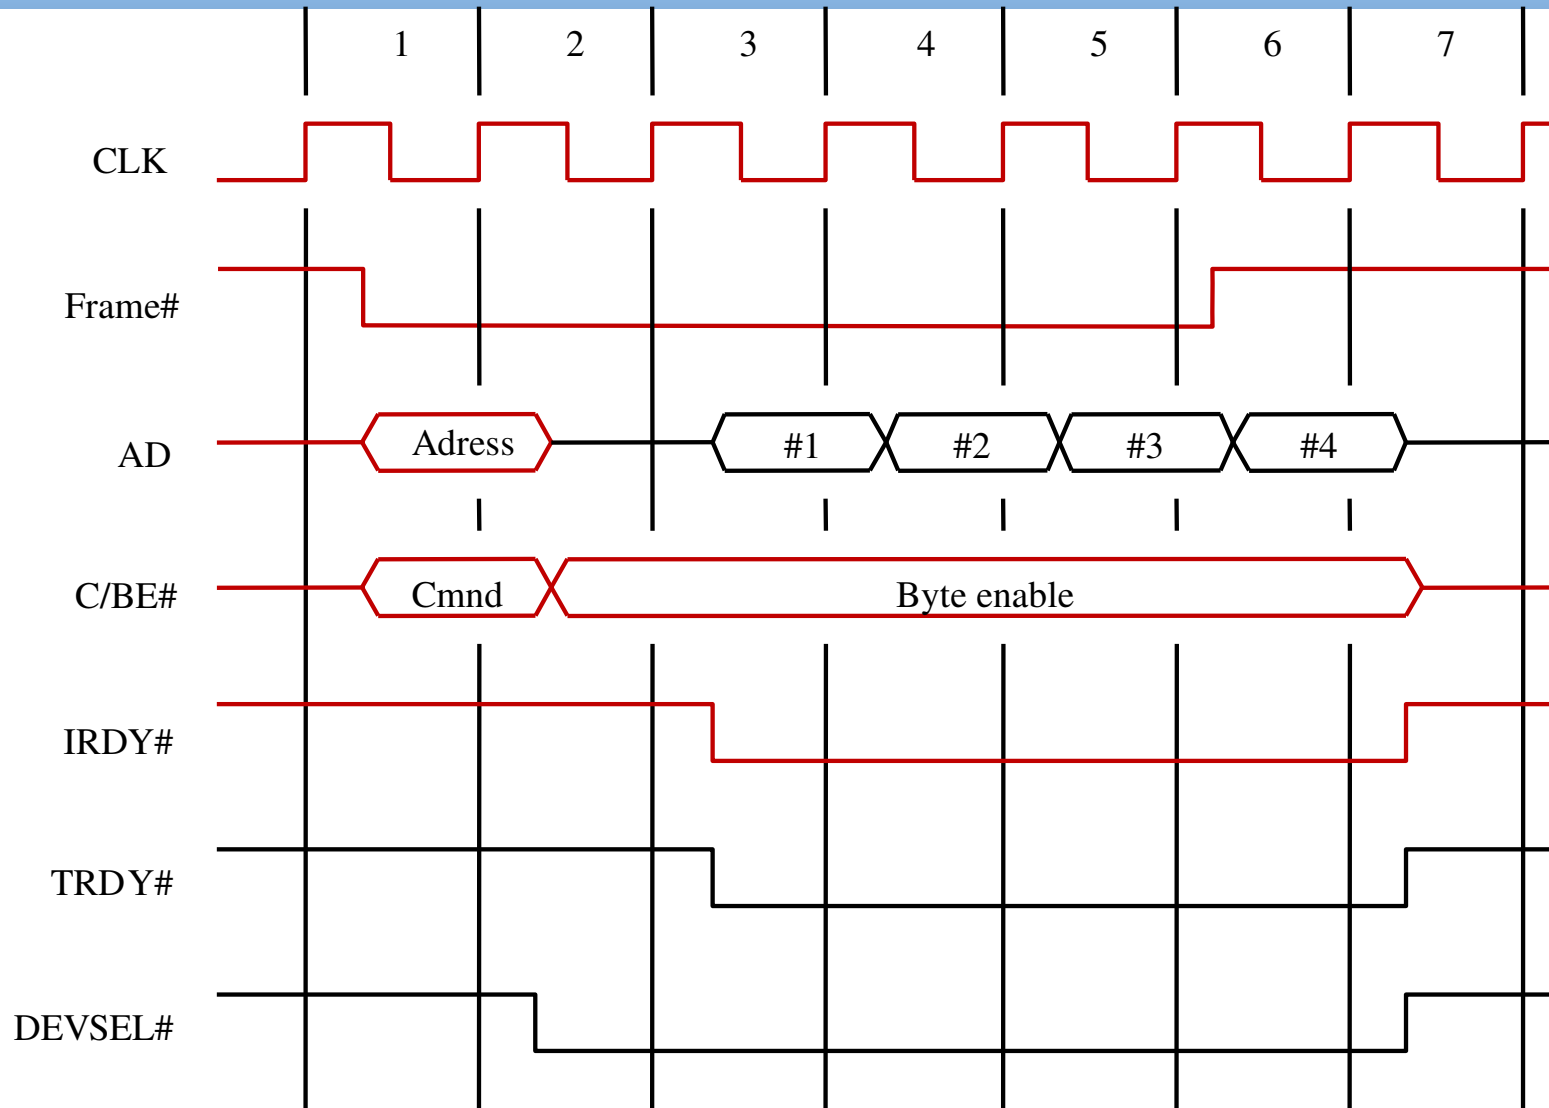 1 2 3 4 5 6 7
CLK
Frame#
AD Adress #1 #2 #3 #4
C/BE# Cmnd Byte enable
IRDY#
TRDY#
DEVSEL#